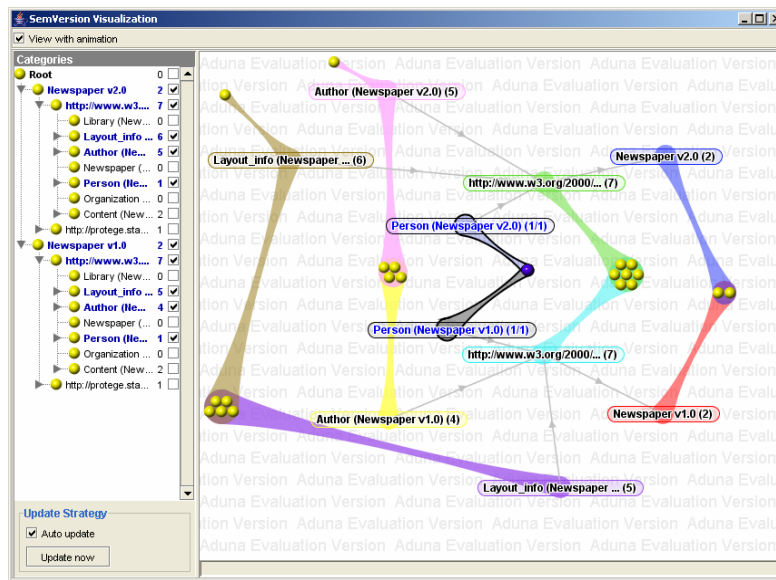 SemVersion Visualization
View with animation
Categories
Root 0
Newspaper v2.0 2
http://www.w3.... 7
Library (New... 0
Layout_info ... 6
Author (Ne... 5
Newspaper (... 0
Person (Ne... 1
Organization ... 0
Content (New... 2
http://protege.sta... 1
Newspaper v1.0 2
http://www.w3.... 7
Library (New... 0
Layout_info ... 5
Author (Ne... 4
Newspaper (... 0
Person (Ne... 1
Organization ... 0
Content (New... 2
http://protege.sta... 1
Update Strategy
Auto update
Update now
Author (Newspaper v2.0) (5)
Layout_info (Newspaper ... (6)
Newspaper v2.0 (2)
http://www.w3.org/2000/... (7)
Person (Newspaper v2.0) (1/1)
Person (Newspaper v1.0) (1/1)
http://www.w3.org/2000/... (7)
Author (Newspaper v1.0) (4)
Newspaper v1.0 (2)
Layout_info (Newspaper ... (5)
Aduna Evaluation Version